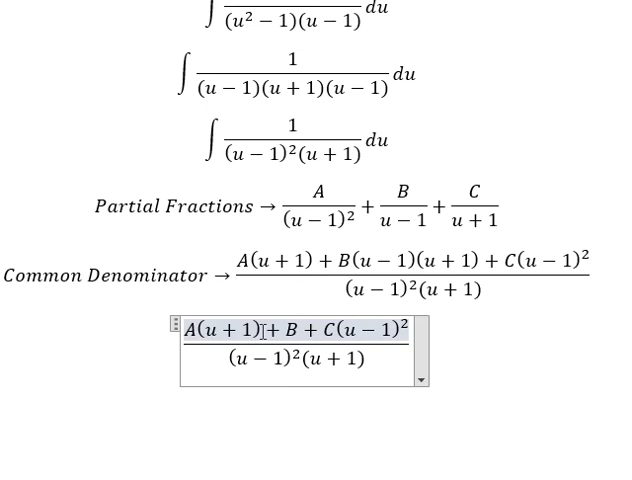 ∫ (u² − 1)(u − 1) du
∫ 1/((u − 1)(u + 1)(u − 1)) du
∫ 1/((u − 1)²(u + 1)) du
Partial Fractions → A/(u − 1)² + B/(u − 1) + C/(u + 1)
Common Denominator → (A(u + 1) + B(u − 1)(u + 1) + C(u − 1)²)/((u − 1)²(u + 1))
(A(u + 1) + B + C(u − 1)²)/((u − 1)²(u + 1))